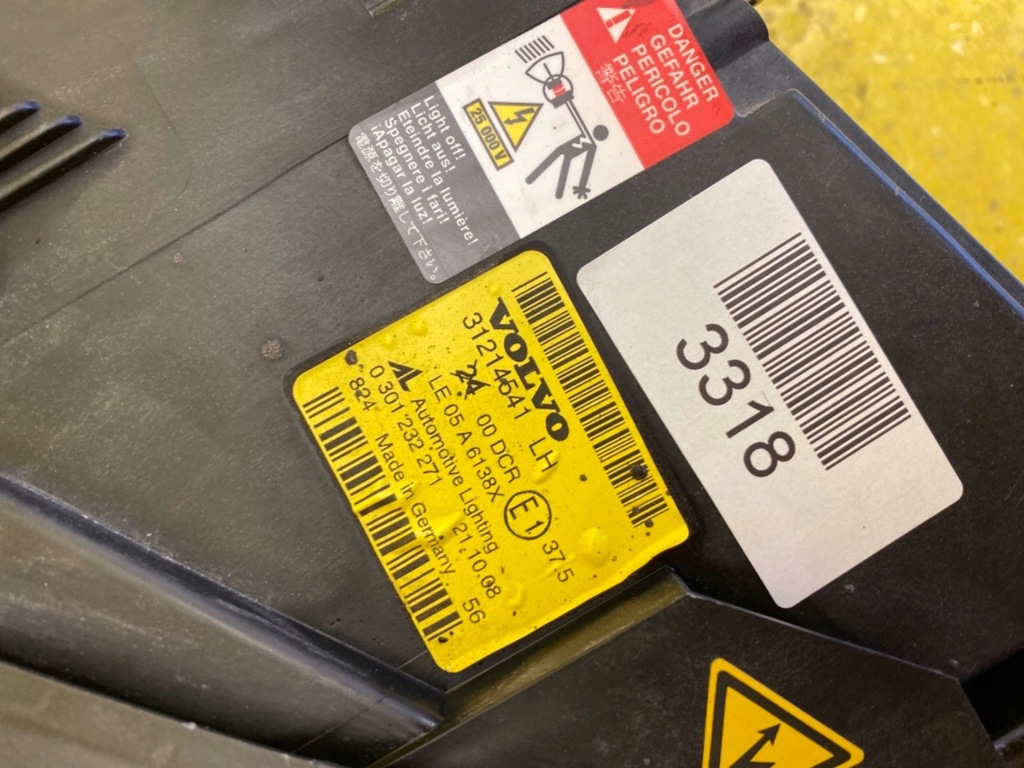 DANGER
GEFAHR
PERICOLO
PELIGRO
警告
25 000 V
Light off!
Licht aus!
Eteindre la lumière!
Spegnere i fari!
¡Apagar la luz!
電源を切り離して下さい。
VOLVO
31214541 LH
00 DCR E1 37,5
LE 05 A 6138X
Automotive Lighting 21.10.08
0 301 232 271 56
824 Made in Germany
3318